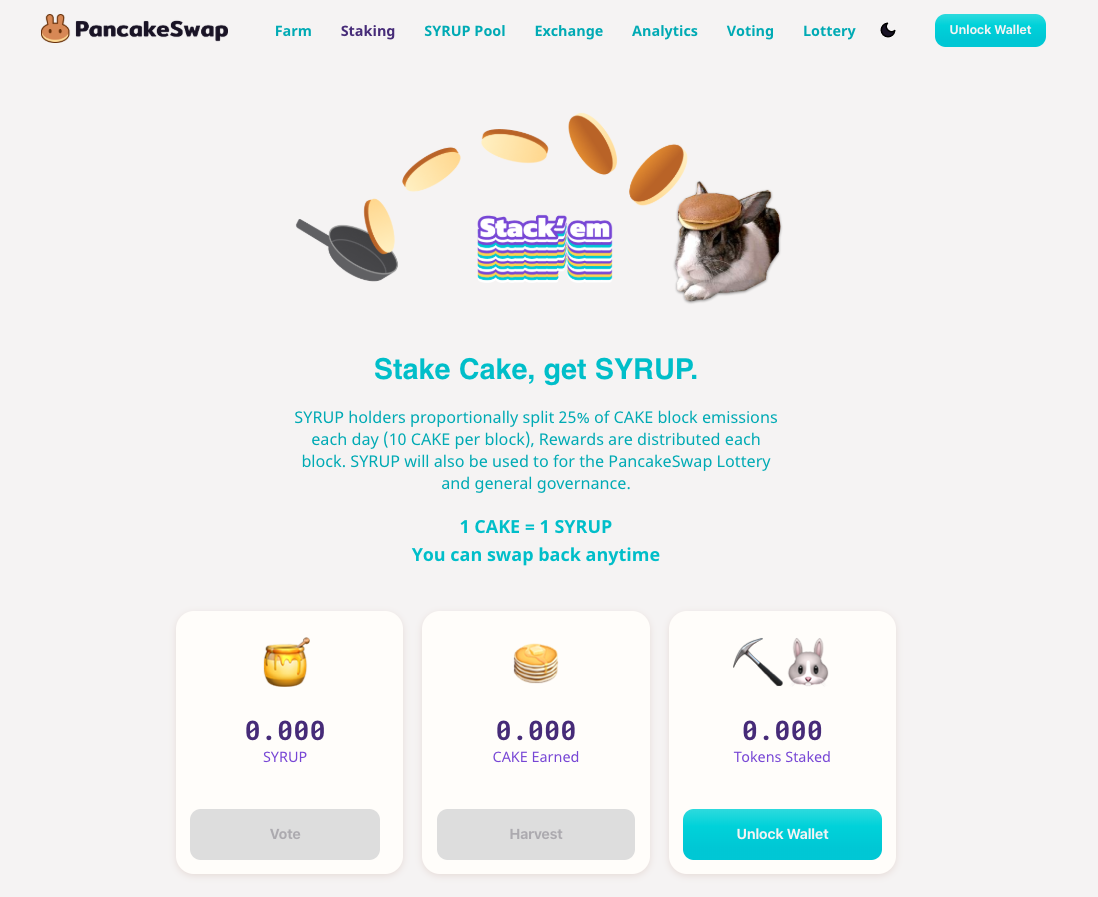 PancakeSwap
Farm
Staking
SYRUP Pool
Exchange
Analytics
Voting
Lottery
Unlock Wallet
Stack'em
Stake Cake, get SYRUP.
SYRUP holders proportionally split 25% of CAKE block emissions
each day (10 CAKE per block), Rewards are distributed each
block. SYRUP will also be used to for the PancakeSwap Lottery
and general governance.
1 CAKE = 1 SYRUP
You can swap back anytime
0.000
SYRUP
Vote
0.000
CAKE Earned
Harvest
0.000
Tokens Staked
Unlock Wallet